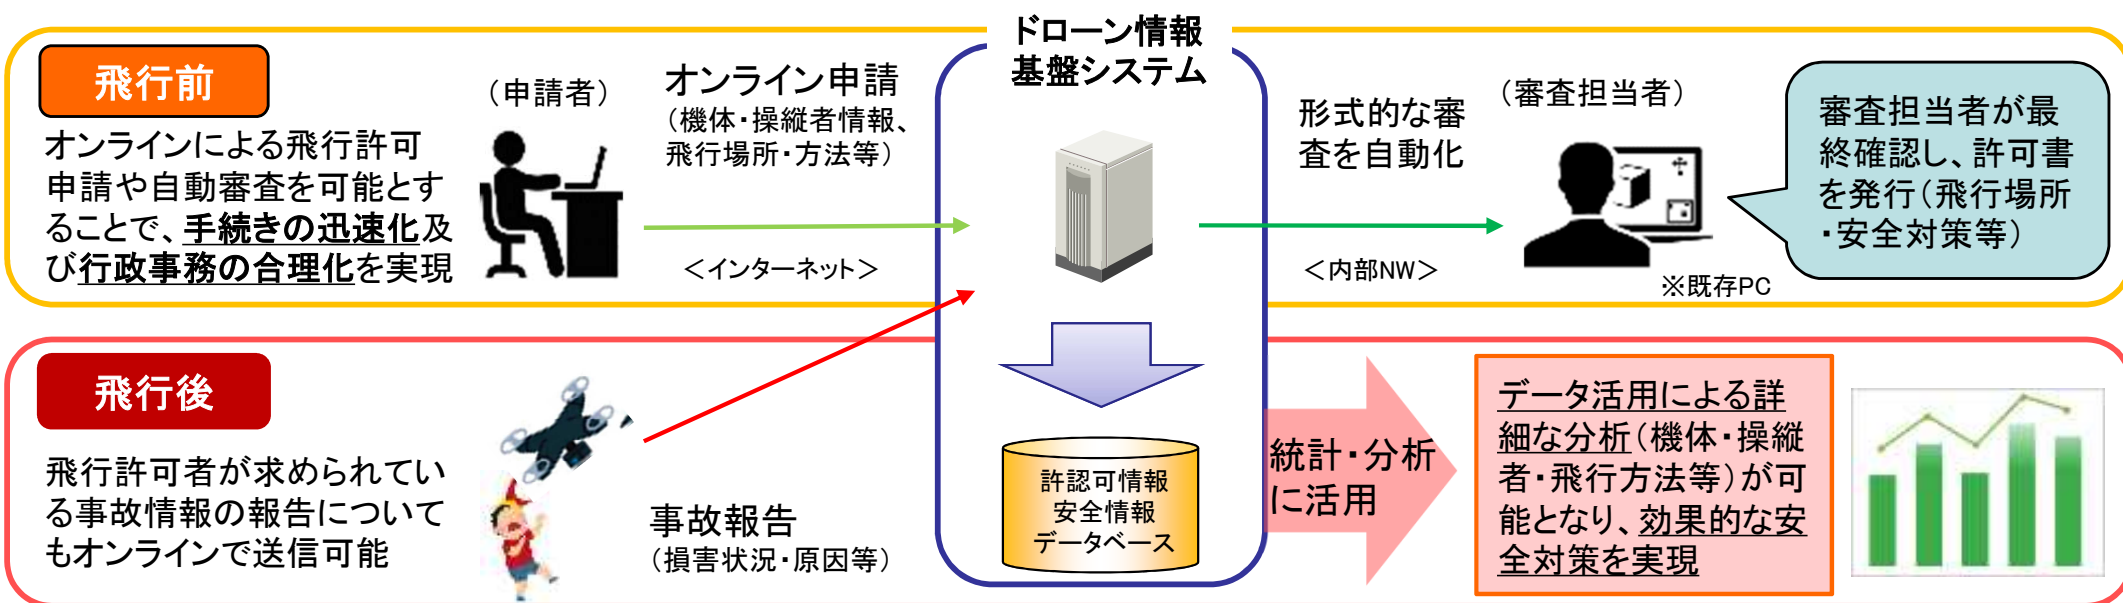 ドローン情報
基盤システム
飛行前
オンラインによる飛行許可
申請や自動審査を可能とす
ることで、手続きの迅速化及
び行政事務の合理化を実現
（申請者）
オンライン申請
（機体・操縦者情報、
飛行場所・方法等）
＜インターネット＞
形式的な審
査を自動化
＜内部NW＞
（審査担当者）
※既存PC
審査担当者が最
終確認し、許可書
を発行（飛行場所
・安全対策等）
飛行後
飛行許可者が求められてい
る事故情報の報告について
もオンラインで送信可能
事故報告
（損害状況・原因等）
許認可情報
安全情報
データベース
統計・分析
に活用
データ活用による詳
細な分析（機体・操縦
者・飛行方法等）が可
能となり、効果的な安
全対策を実現